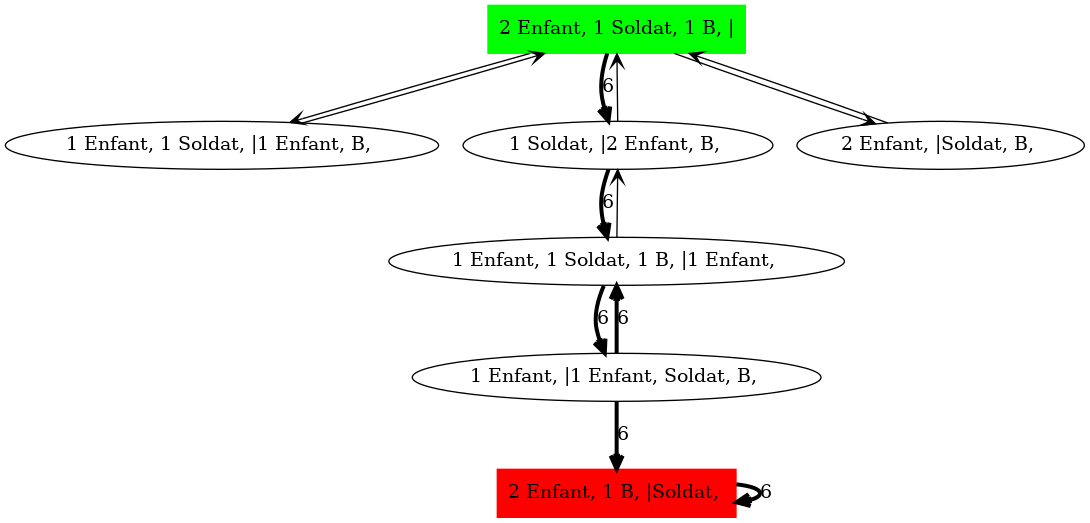 2 Enfant, 1 Soldat, 1 B, |
6
1 Enfant, 1 Soldat, |1 Enfant, B,
1 Soldat, |2 Enfant, B,
2 Enfant, |Soldat, B,
6
1 Enfant, 1 Soldat, 1 B, |1 Enfant,
6
6
1 Enfant, |1 Enfant, Soldat, B,
6
2 Enfant, 1 B, |Soldat,
6